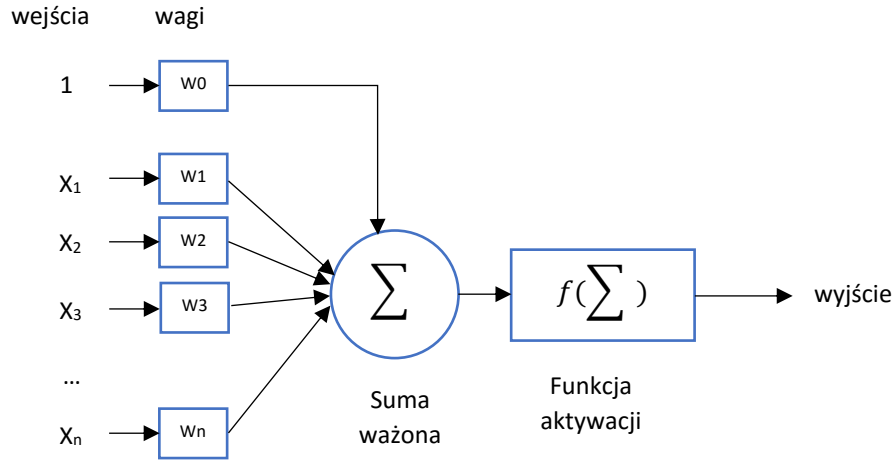 wejścia wagi
1 w0
X₁ w1
X₂ w2
X₃ w3
∑ f(∑ ) wyjście
...
Xₙ wn
Suma
ważona
Funkcja
aktywacji